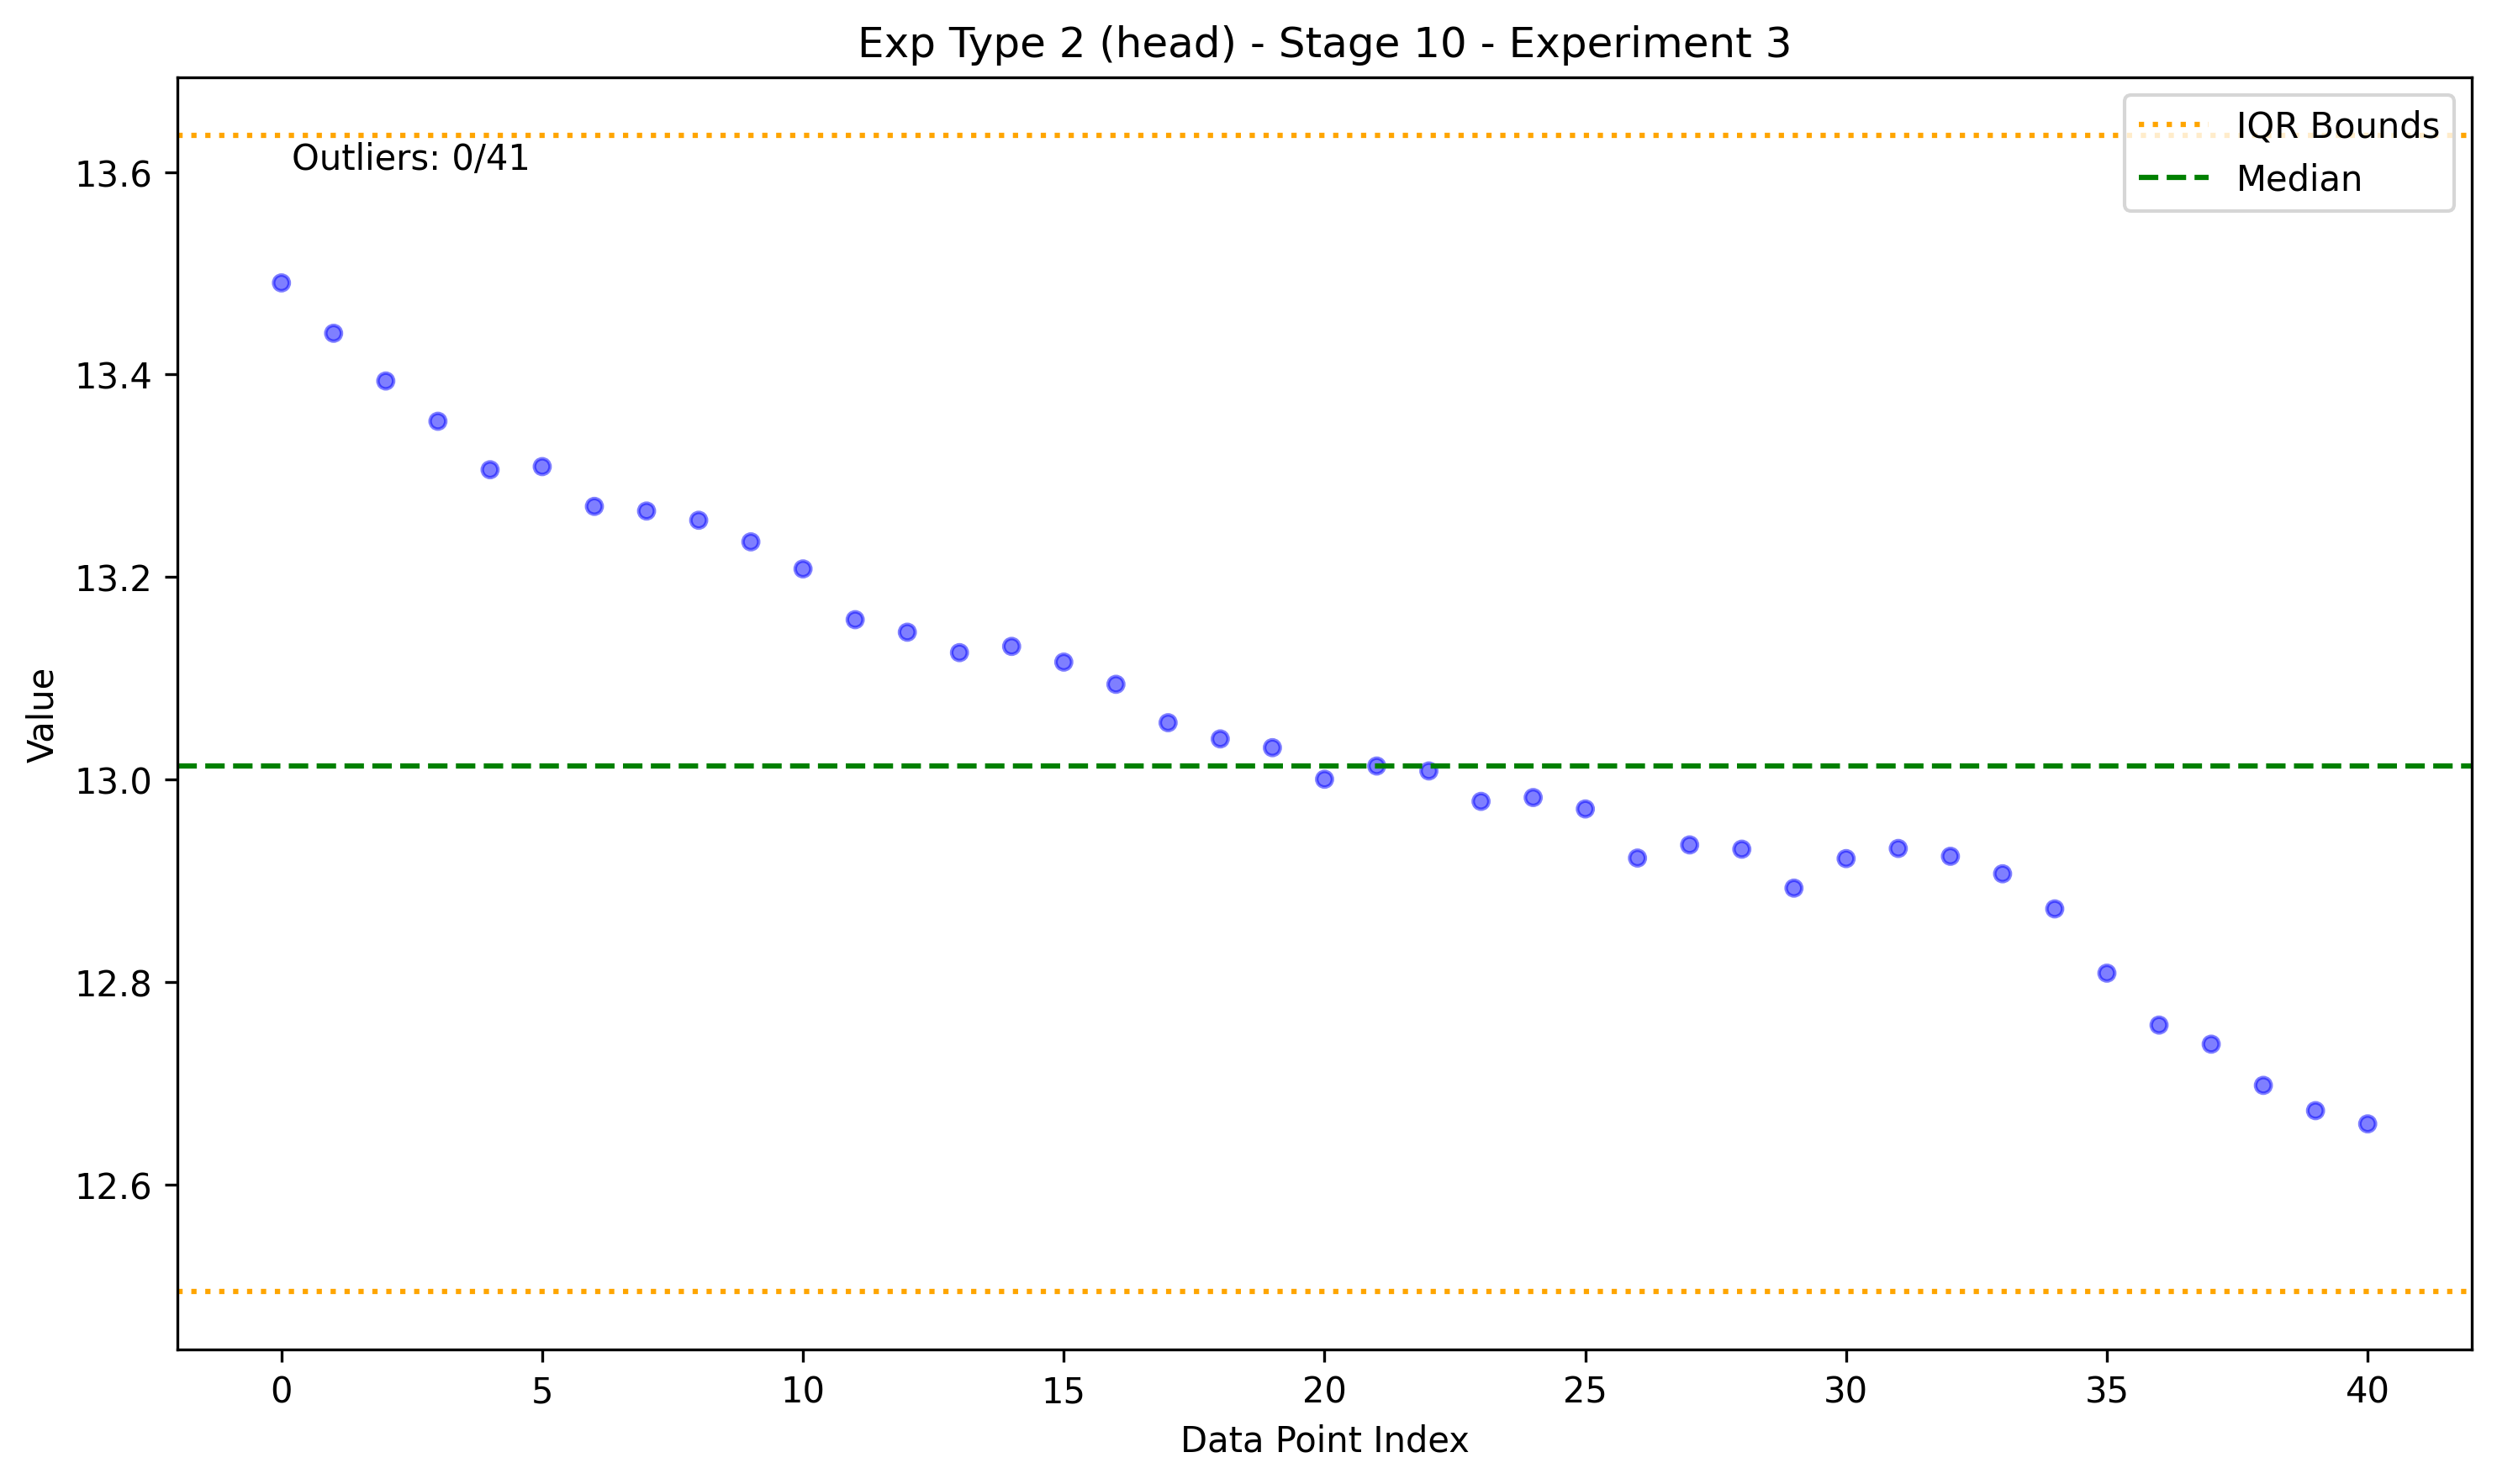 Exp Type 2 (head) - Stage 10 - Experiment 3
IQR Bounds
Median
Outliers: 0/41
13.6
13.4
13.2
13.0
12.8
12.6
Value
0 5 10 15 20 25 30 35 40
Data Point Index